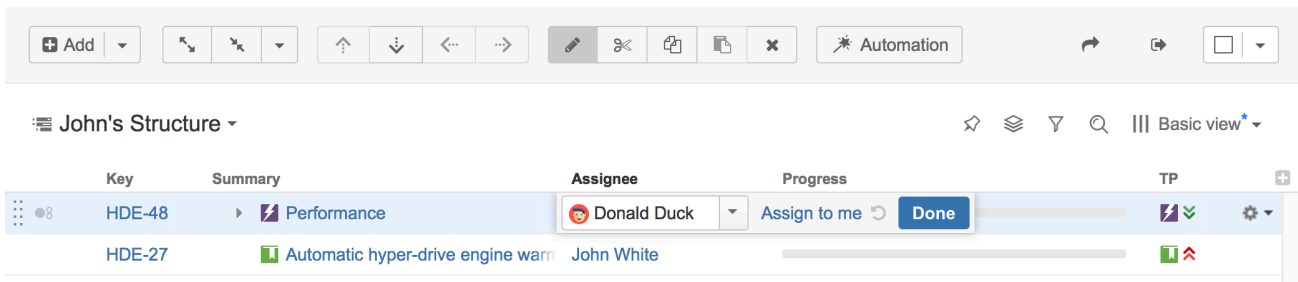 Add Automation
John's Structure Basic view*
Key Summary Assignee Progress TP
HDE-48 Performance Donald Duck Assign to me Done
HDE-27 Automatic hyper-drive engine warm John White